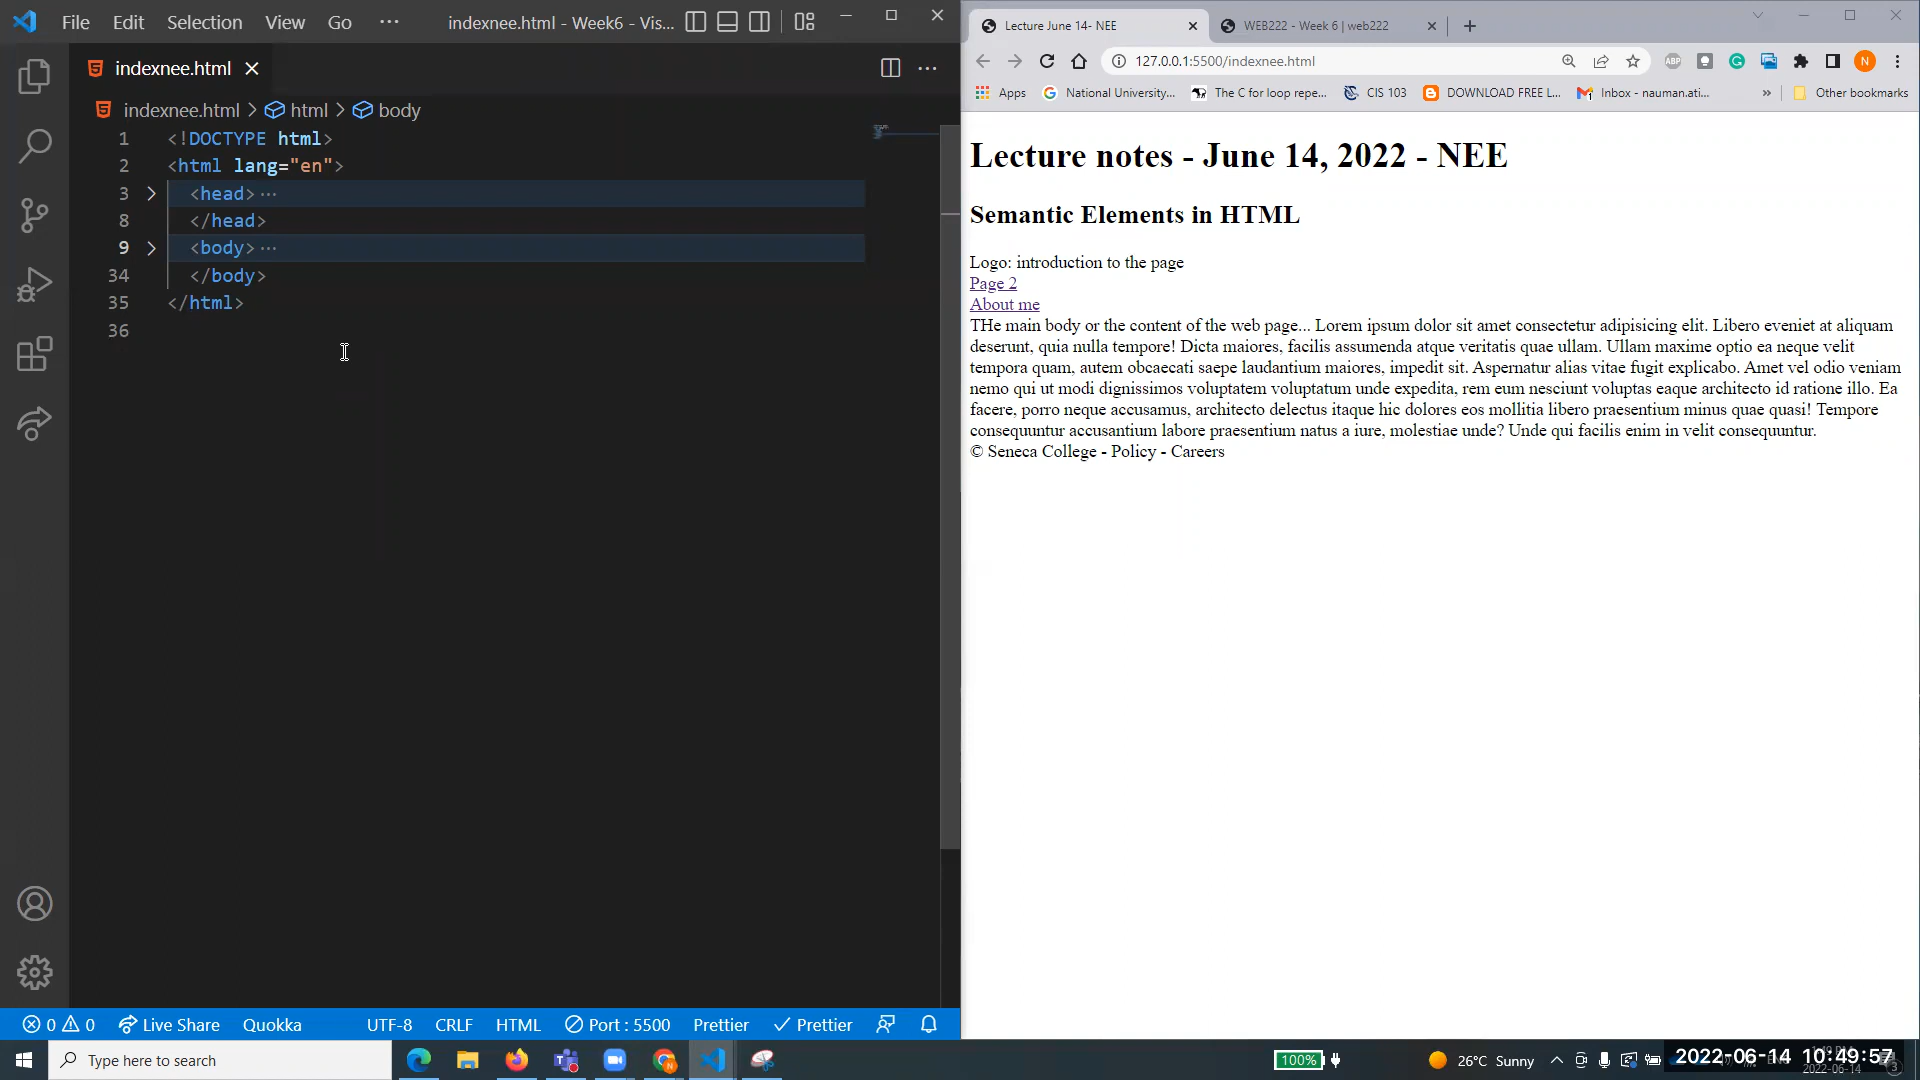 File Edit Selection View Go ··· indexnee.html - Week6 - Vis...
indexnee.html
indexnee.html > html > body
1 <!DOCTYPE html>
2 <html lang="en">
3 <head>···
8 </head>
9 <body>···
34 </body>
35 </html>
36
0 0 Live Share Quokka UTF-8 CRLF HTML Port : 5500 Prettier Prettier
Lecture June 14- NEE WEB222 - Week 6 | web222
127.0.0.1:5500/indexnee.html ABP N
Apps National University... The C for loop repe... CIS 103 DOWNLOAD FREE L... Inbox - nauman.ati... » Other bookmarks
Lecture notes - June 14, 2022 - NEE
Semantic Elements in HTML
Logo: introduction to the page
Page 2
About me
THe main body or the content of the web page... Lorem ipsum dolor sit amet consectetur adipisicing elit. Libero eveniet at aliquam
deserunt, quia nulla tempore! Dicta maiores, facilis assumenda atque veritatis quae ullam. Ullam maxime optio ea neque velit
tempora quam, autem obcaecati saepe laudantium maiores, impedit sit. Aspernatur alias vitae fugit explicabo. Amet vel odio veniam
nemo qui ut modi dignissimos voluptatem voluptatum unde expedita, rem eum nesciunt voluptas eaque architecto id ratione illo. Ea
facere, porro neque accusamus, architecto delectus itaque hic dolores eos mollitia libero praesentium minus quae quasi! Tempore
consequuntur accusantium labore praesentium natus a iure, molestiae unde? Unde qui facilis enim in velit consequuntur.
© Seneca College - Policy - Careers
Type here to search 100% 26°C Sunny 2022-06-14 10:49:57
2022-06-14